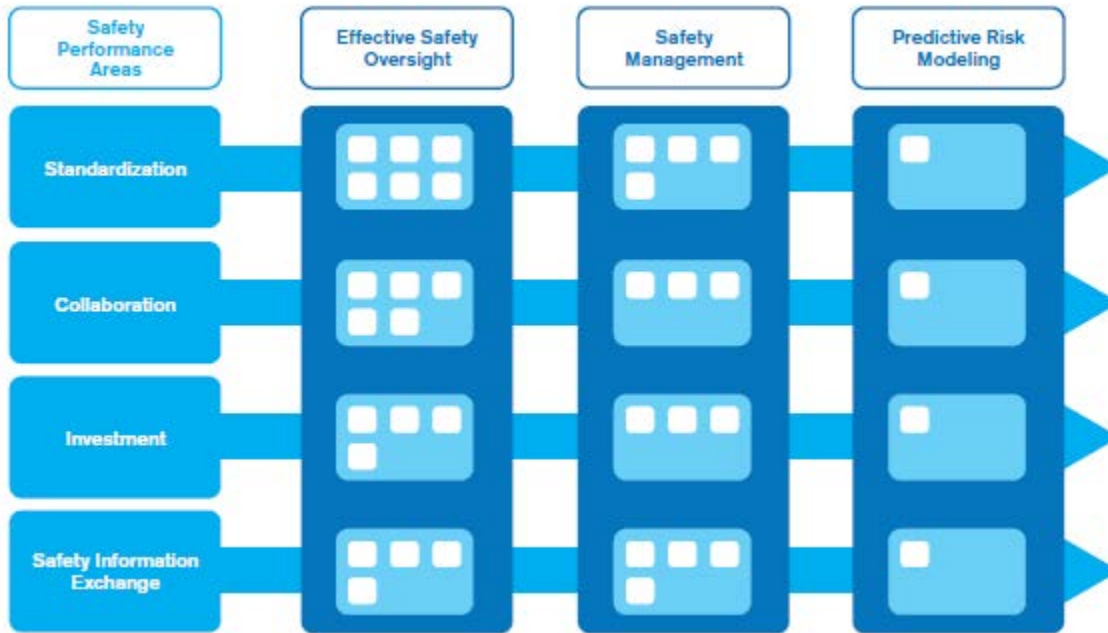 Safety
Performance
Areas
Effective Safety
Oversight
Safety
Management
Predictive Risk
Modeling
Standardization
Collaboration
Investment
Safety Information
Exchange